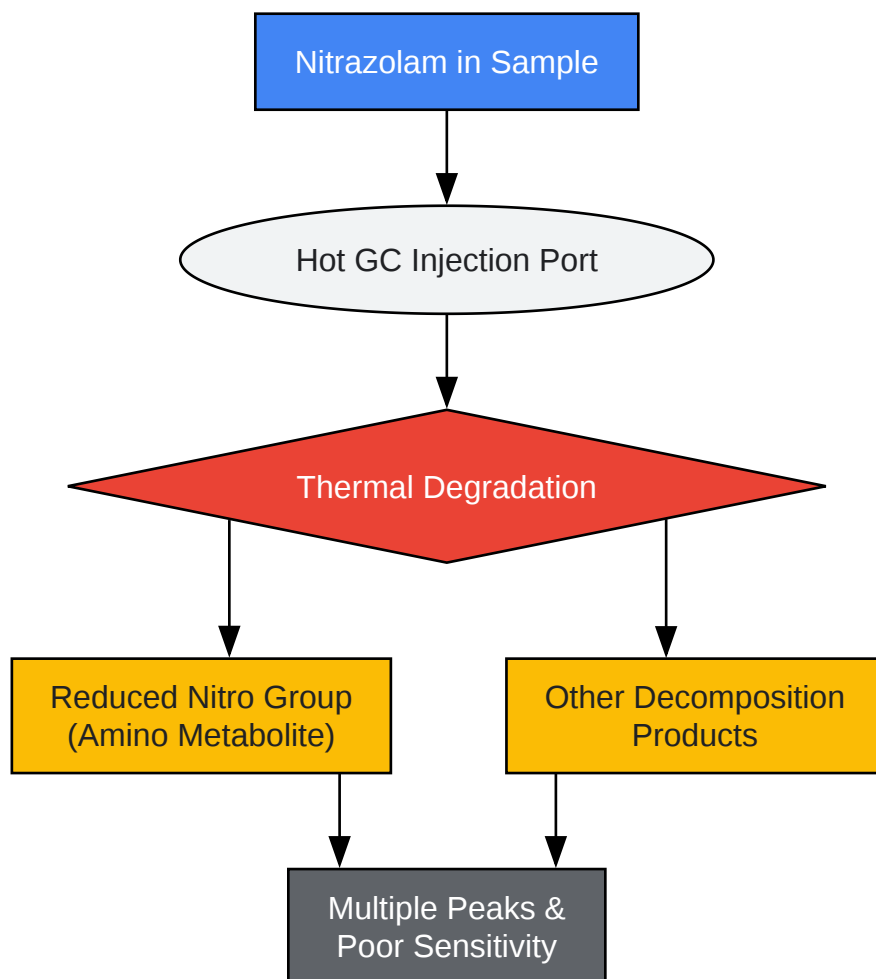 Nitrazolam in Sample
Hot GC Injection Port
Thermal Degradation
Reduced Nitro Group
(Amino Metabolite)
Other Decomposition
Products
Multiple Peaks &
Poor Sensitivity